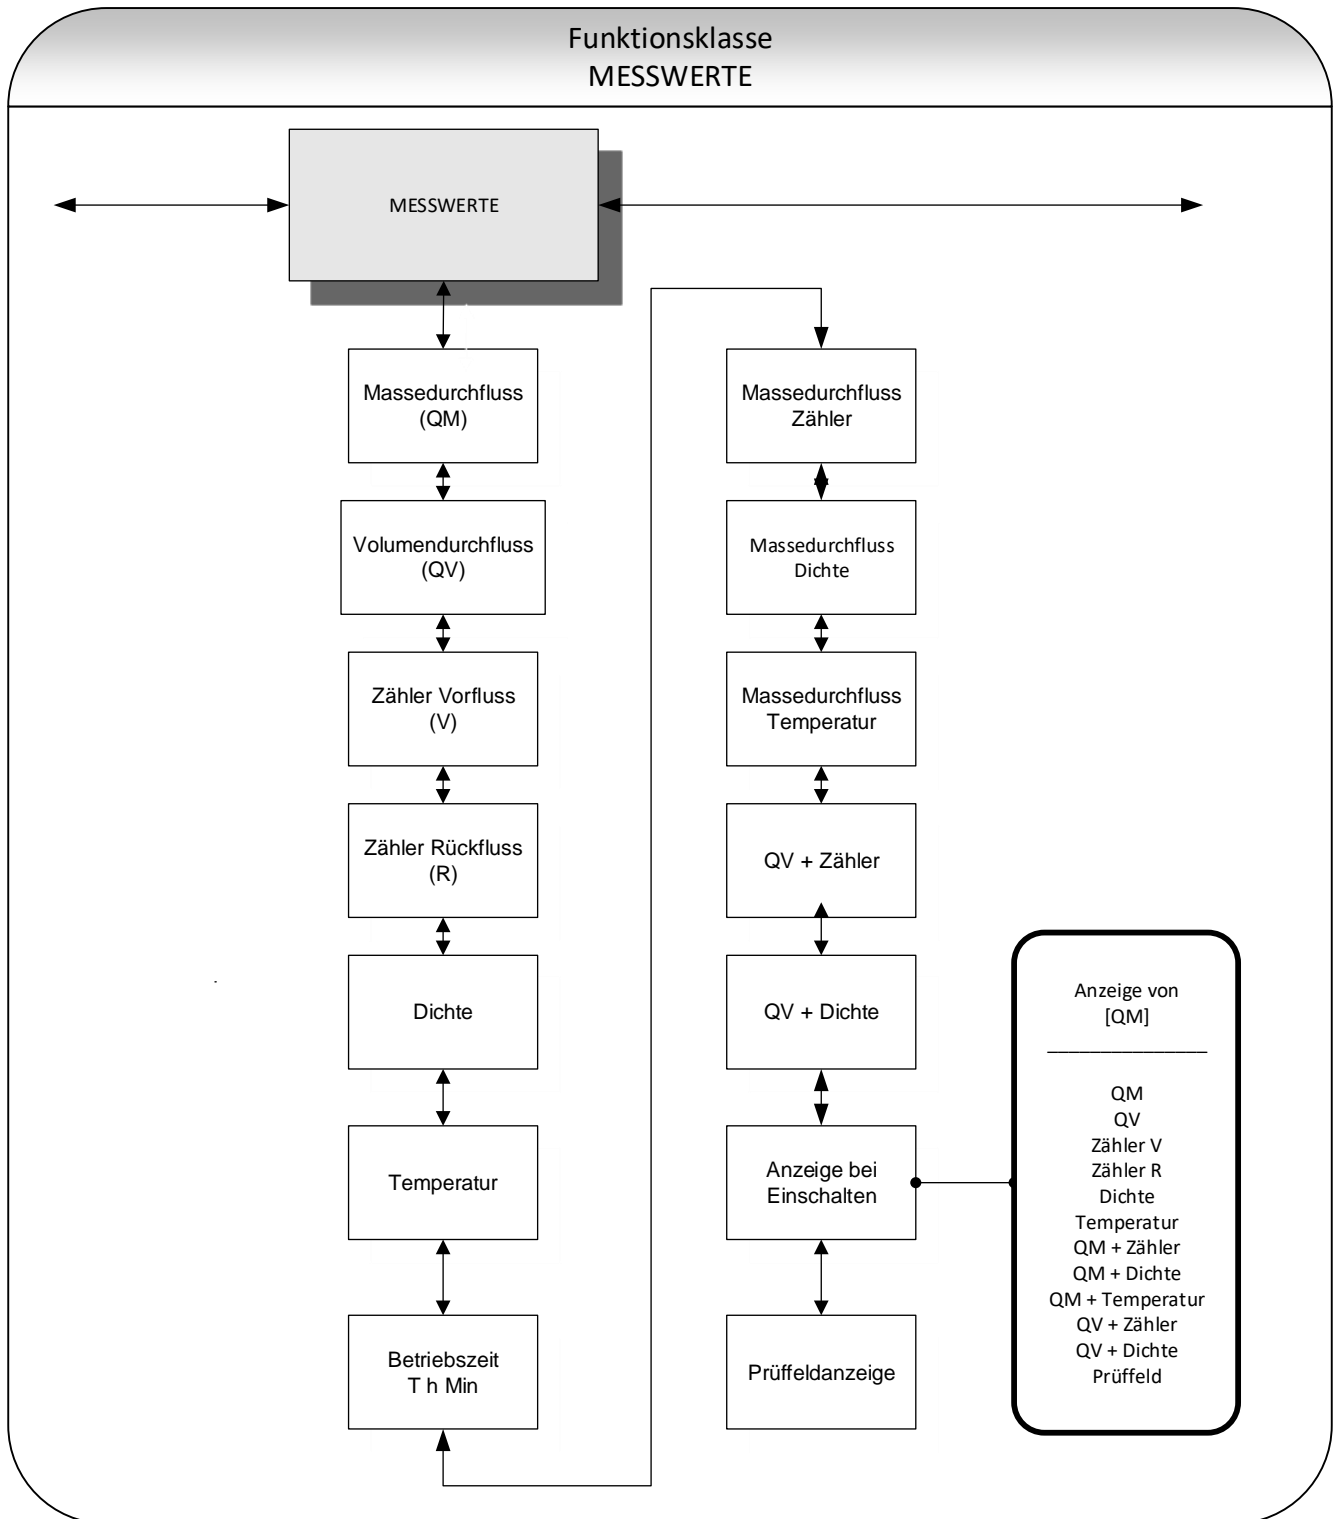 Funktionsklasse
MESSWERTE
MESSWERTE
Massedurchfluss
(QM)
Volumendurchfluss
(QV)
Zähler Vorfluss
(V)
Zähler Rückfluss
(R)
Dichte
Temperatur
Betriebszeit
T h Min
Massedurchfluss
Zähler
Massedurchfluss
Dichte
Massedurchfluss
Temperatur
QV + Zähler
QV + Dichte
Anzeige bei
Einschalten
Prüffeldanzeige
Anzeige von
[QM]
QM
QV
Zähler V
Zähler R
Dichte
Temperatur
QM + Zähler
QM + Dichte
QM + Temperatur
QV + Zähler
QV + Dichte
Prüffeld